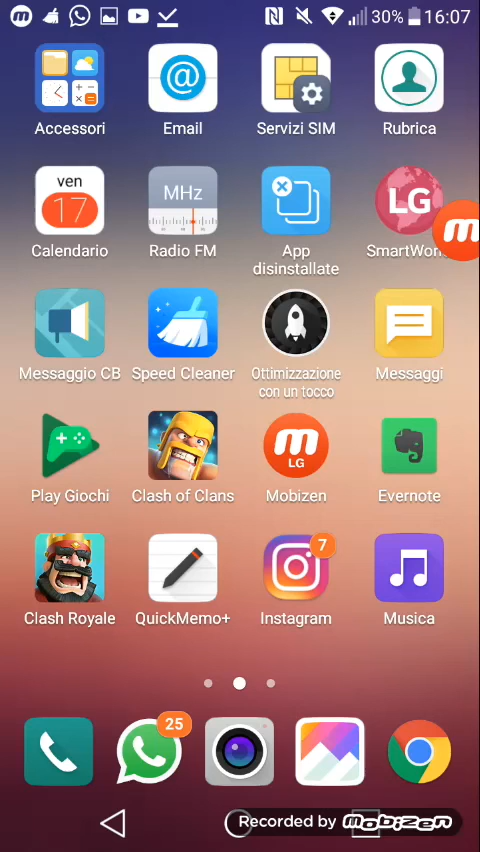 30% 16:07
Accessori Email Servizi SIM Rubrica
ven
17
MHz
LG
Calendario Radio FM App disinstallate
Messaggio CB Speed Cleaner Ottimizzazione con un tocco Messaggi
LG
Play Giochi Clash of Clans Mobizen Evernote
7
Clash Royale QuickMemo+ Instagram Musica
25
Recorded by Mobizen